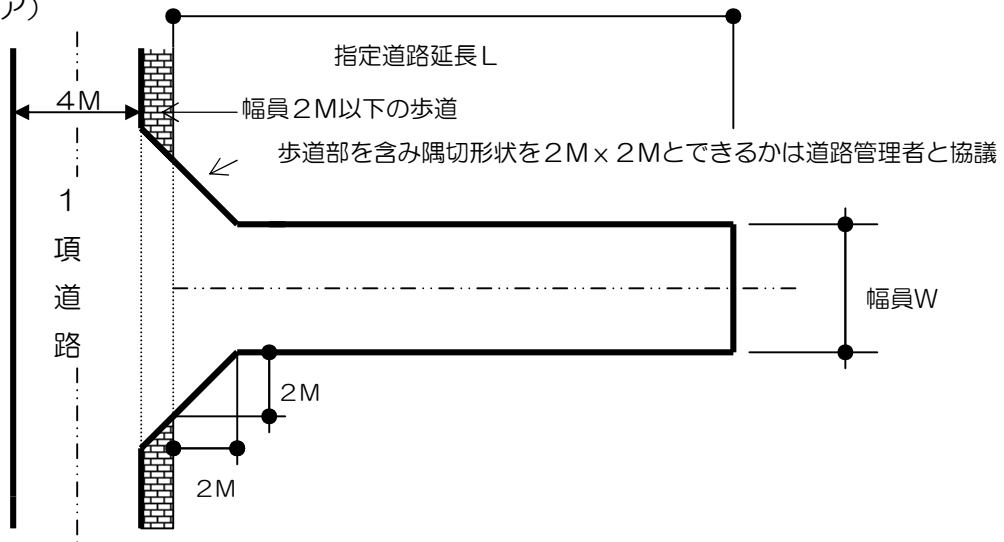 ア)
指定道路延長L
4M
幅員2M以下の歩道
歩道部を含み隅切形状を2M×2Mとできるかは道路管理者と協議
1項道路
幅員W
2M
2M